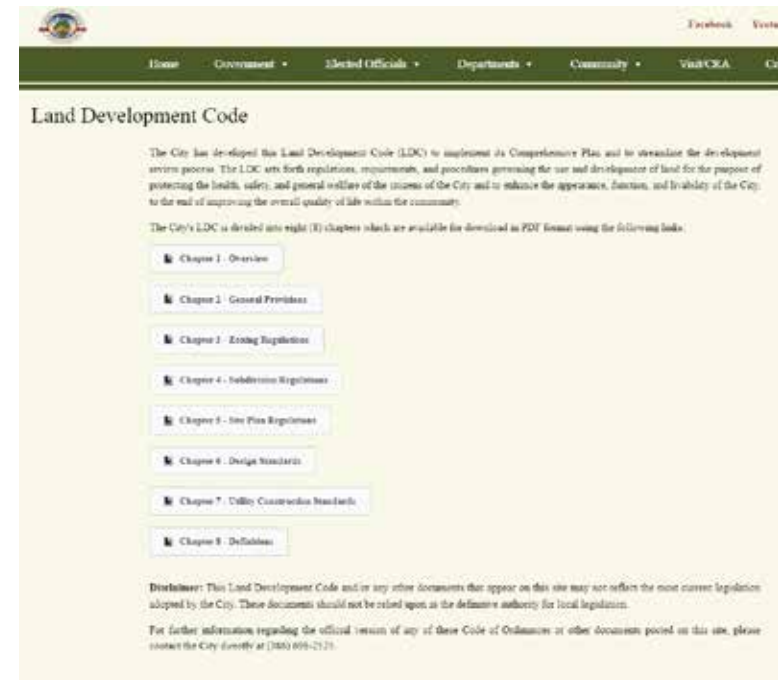 Facebook
Home Government Elected Officials Departments Community Visit/CRA
Land Development Code
The City has developed this Land Development Code (LDC) to implement its Comprehensive Plan and to streamline the development
review process. The LDC sets forth regulations, requirements, and procedures governing the use and development of land for the purpose of
protecting the health, safety, and general welfare of the citizens of the City and to enhance the appearance, function, and livability of the City
to the end of improving the overall quality of life within the community.
The City's LDC is divided into eight (8) chapters which are available for download in PDF format using the following links.
Chapter 1 - Overview
Chapter 2 - General Provisions
Chapter 3 - Zoning Regulations
Chapter 4 - Subdivision Regulations
Chapter 5 - Site Plan Regulations
Chapter 6 - Design Standards
Chapter 7 - Utility Construction Standards
Chapter 8 - Definitions
Disclaimer: This Land Development Code and/or any other documents that appear on this site may not reflect the most current legislation
adopted by the City. These documents should not be relied upon as the definitive authority for local legislation.
For further information regarding the official version of any of these Code of Ordinances or other documents posted on this site, please
contact the City directly at